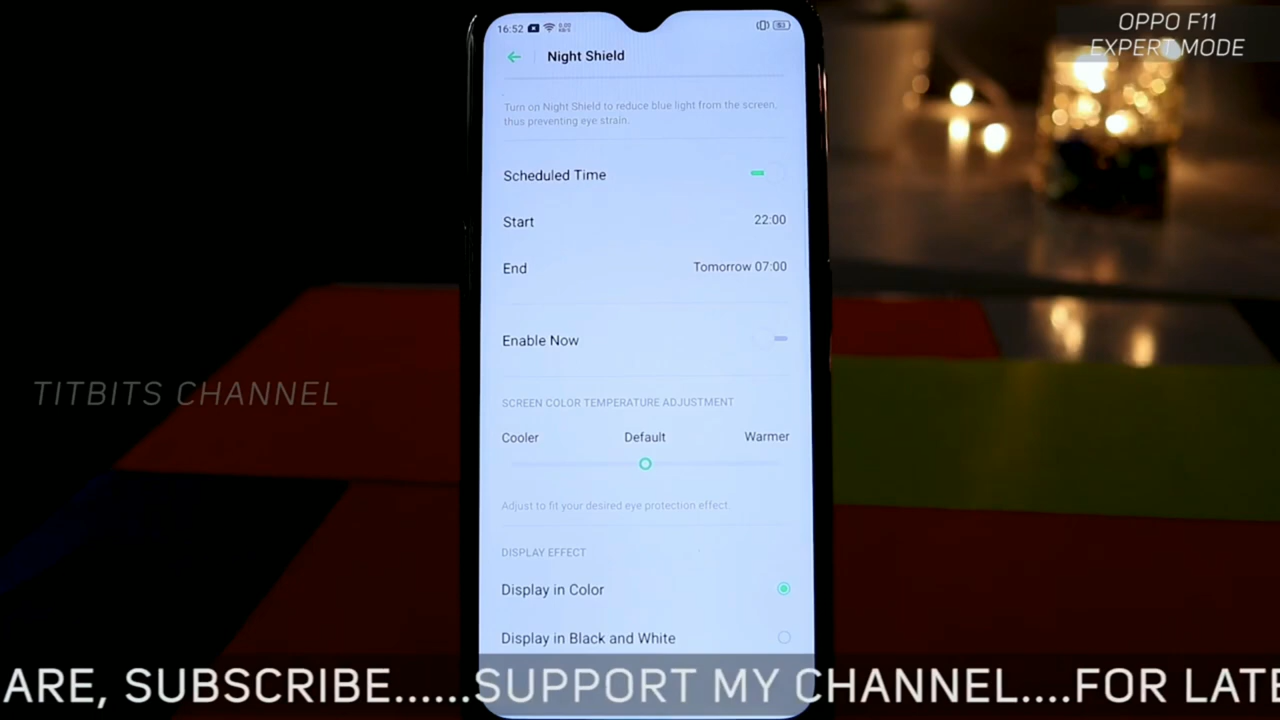 OPPO F11
EXPERT MODE
16:52
Night Shield
Turn on Night Shield to reduce blue light from the screen,
thus preventing eye strain.
Scheduled Time
Start 22:00
End Tomorrow 07:00
Enable Now
SCREEN COLOR TEMPERATURE ADJUSTMENT
Cooler Default Warmer
Adjust to fit your desired eye protection effect
DISPLAY EFFECT
Display in Color
Display in Black and White
TITBITS CHANNEL
ARE, SUBSCRIBE......SUPPORT MY CHANNEL....FOR LATE